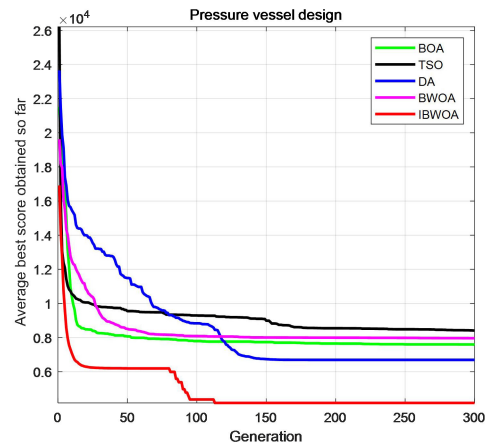 Pressure vessel design
×10^4
2.6
2.4
2.2
2
1.8
1.6
1.4
1.2
1
0.8
0.6
Average best score obtained so far
BOA
TSO
DA
BWOA
IBWOA
0 50 100 150 200 250 300
Generation